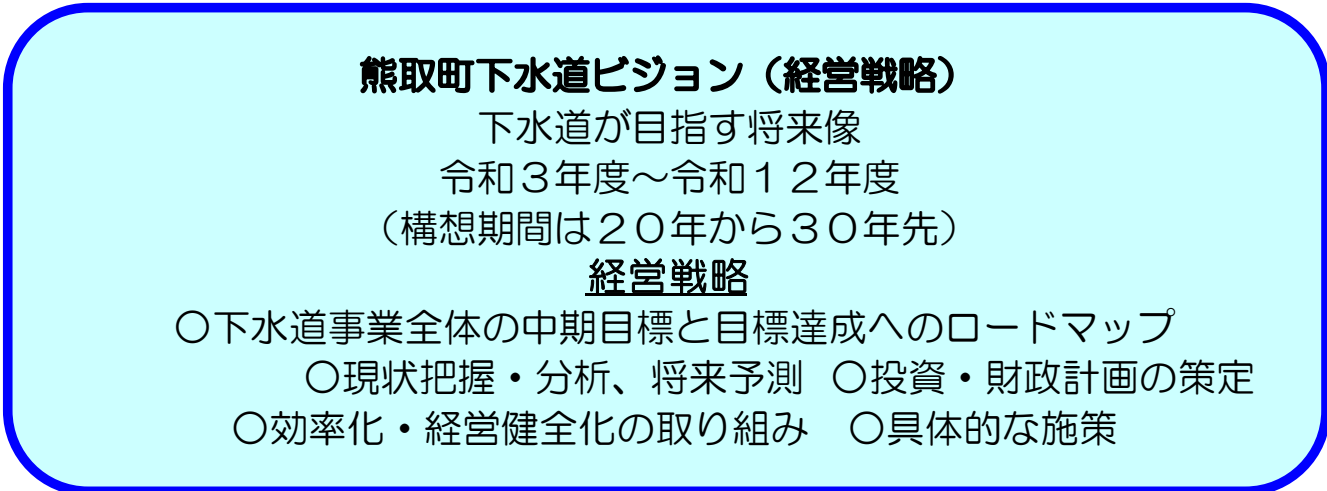 熊取町下水道ビジョン（経営戦略）
下水道が目指す将来像
令和３年度～令和１２年度
（構想期間は２０年から３０年先）
経営戦略
〇下水道事業全体の中期目標と目標達成へのロードマップ
〇現状把握・分析、将来予測　〇投資・財政計画の策定
〇効率化・経営健全化の取り組み　〇具体的な施策